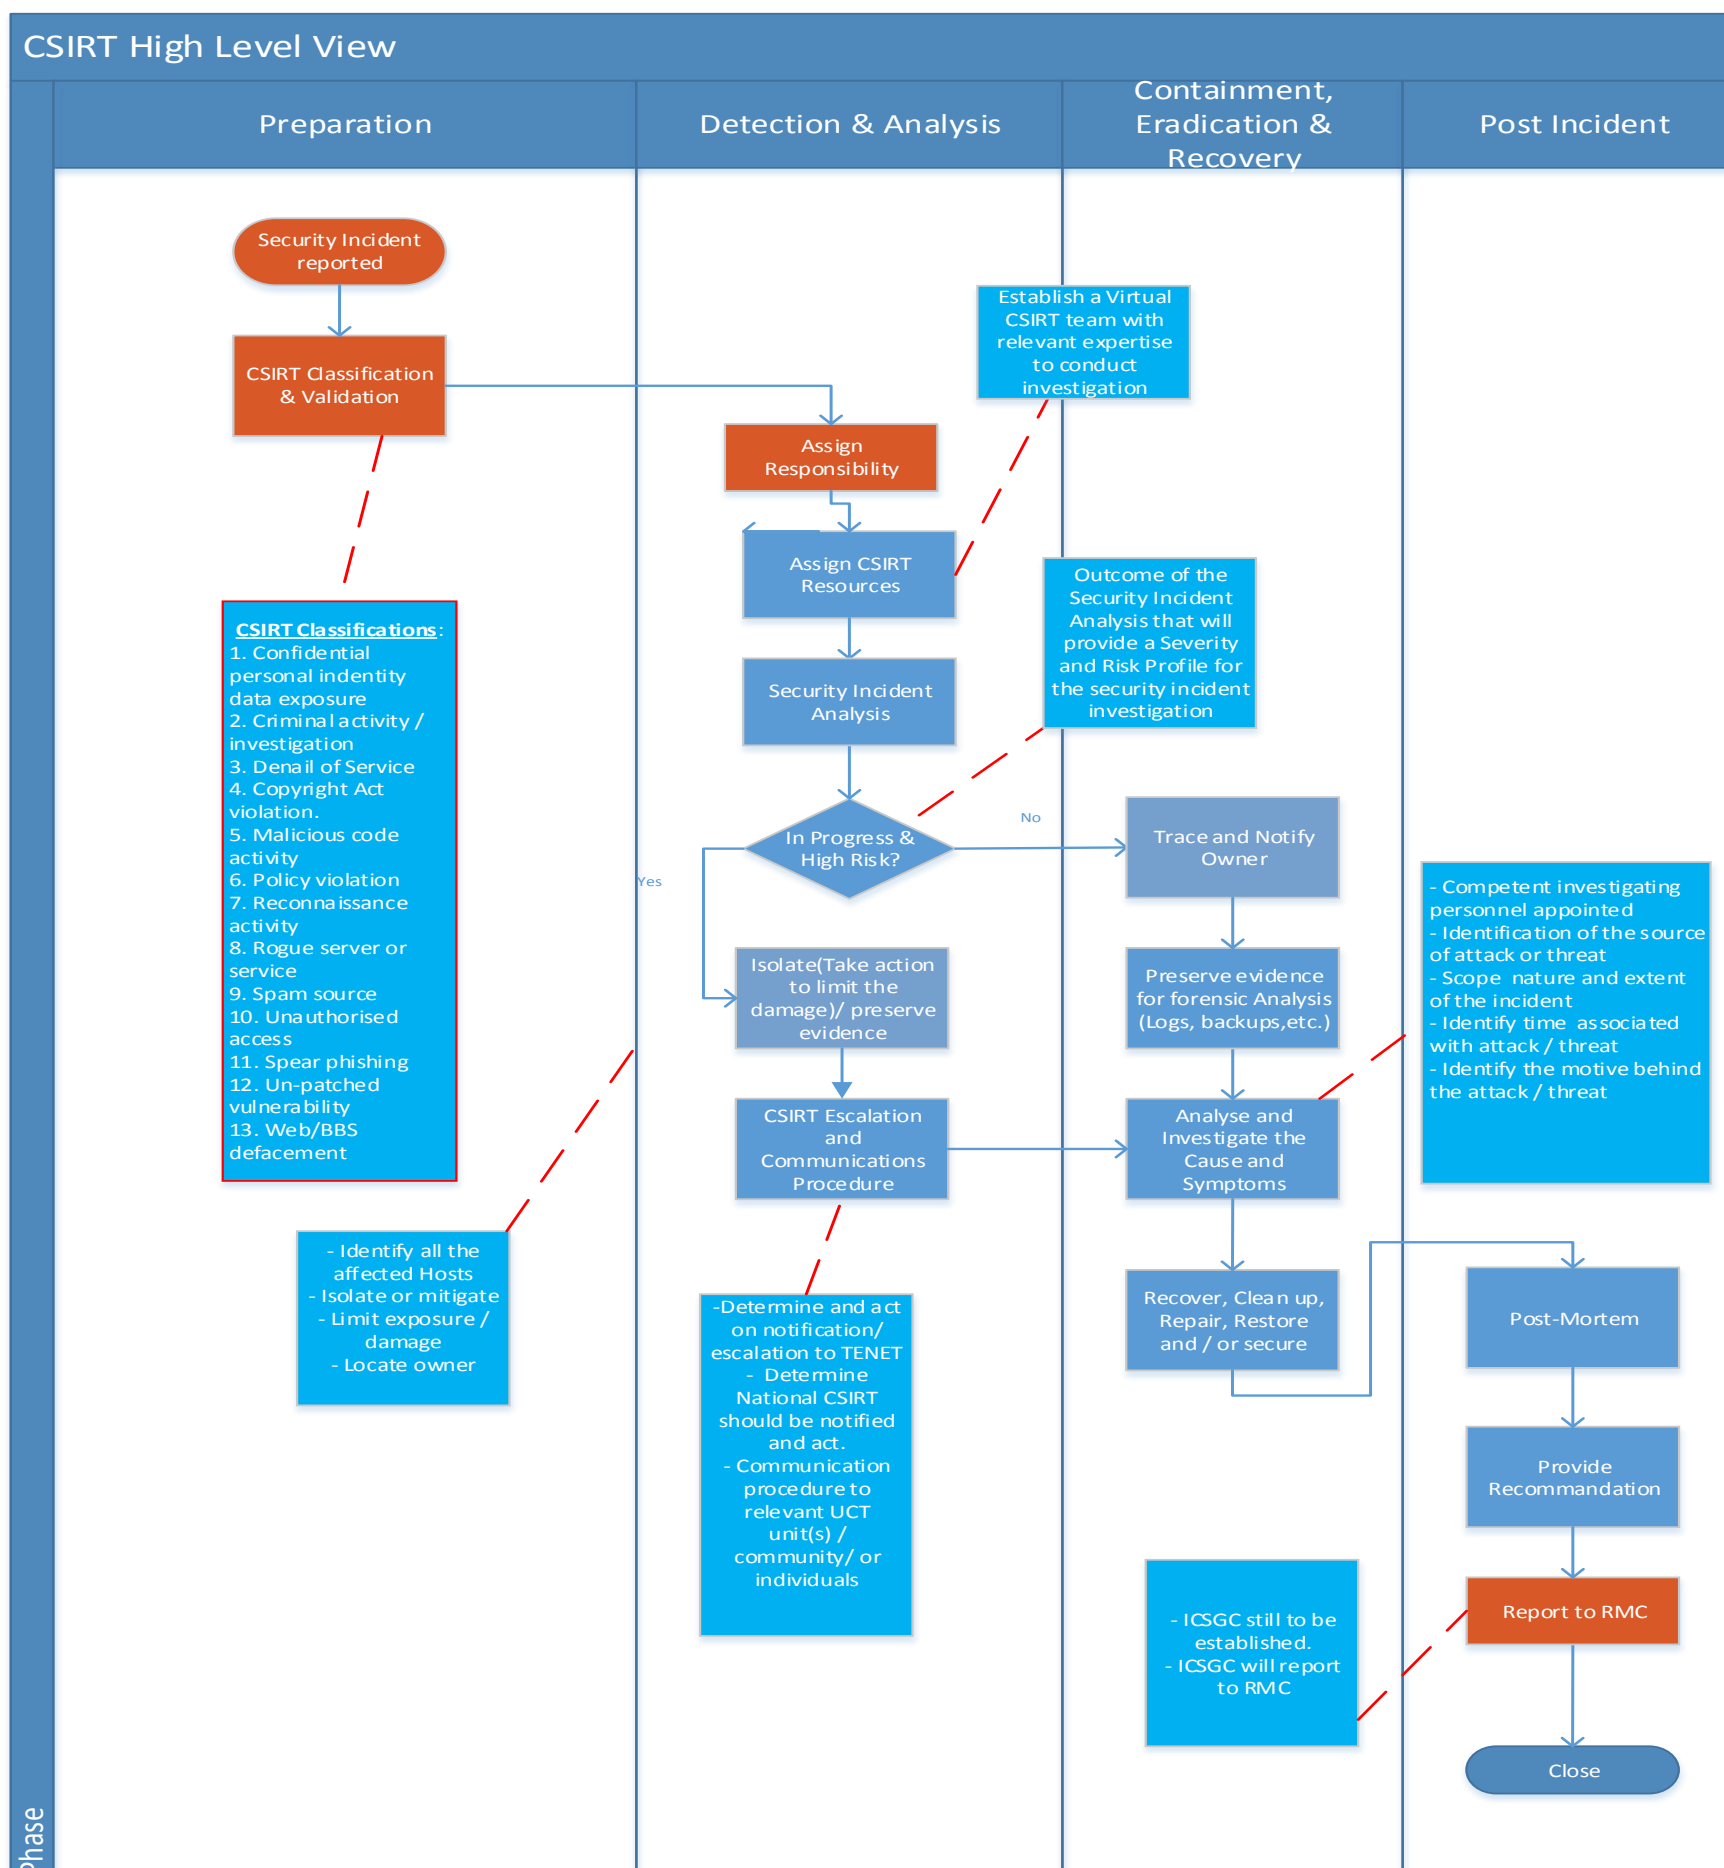 CSIRT High Level View
Preparation
Detection & Analysis
Containment,
Eradication &
Recovery
Post Incident
Phase
Security Incident
reported
CSIRT Classification
& Validation
CSIRT Classifications:
1. Confidential
personal indentity
data exposure
2. Criminal activity /
investigation
3. Denail of Service
4. Copyright Act
violation.
5. Malicious code
activity
6. Policy violation
7. Reconnaissance
activity
8. Rogue server or
service
9. Spam source
10. Unauthorised
access
11. Spear phishing
12. Un-patched
vulnerability
13. Web/BBS
defacement
- Identify all the
affected Hosts
- Isolate or mitigate
- Limit exposure /
damage
- Locate owner
Assign
Responsibility
Assign CSIRT
Resources
Establish a Virtual
CSIRT team with
relevant expertise
to conduct
investigation
Security Incident
Analysis
Outcome of the
Security Incident
Analysis that will
provide a Severity
and Risk Profile for
the security incident
investigation
In Progress &
High Risk?
No
Yes
Isolate(Take action
to limit the
damage)/ preserve
evidence
CSIRT Escalation
and
Communications
Procedure
-Determine and act
on notification/
escalation to TENET
- Determine
National CSIRT
should be notified
and act.
- Communication
procedure to
relevant UCT
unit(s) /
community/ or
individuals
Trace and Notify
Owner
Preserve evidence
for forensic Analysis
(Logs, backups,etc.)
Analyse and
Investigate the
Cause and
Symptoms
Recover, Clean up,
Repair, Restore
and / or secure
- Competent investigating
personnel appointed
- Identification of the source
of attack or threat
- Scope nature and extent
of the incident
- Identify time associated
with attack / threat
- Identify the motive behind
the attack / threat
Post-Mortem
Provide
Recommandation
Report to RMC
- ICSGC still to be
established.
- ICSGC will report
to RMC
Close